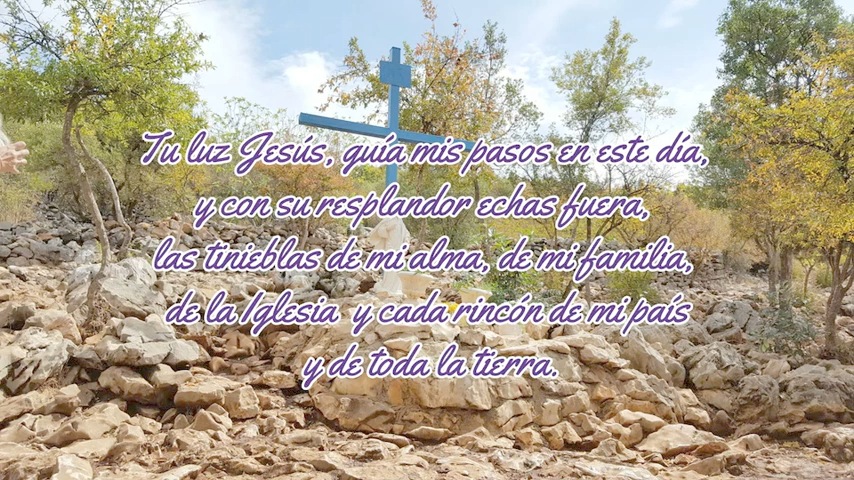 Tu luz Jesús, guía mis pasos en este día,
y con su resplandor echas fuera,
las tinieblas de mi alma, de mi familia,
de la Iglesia y cada rincón de mi país
y de toda la tierra.